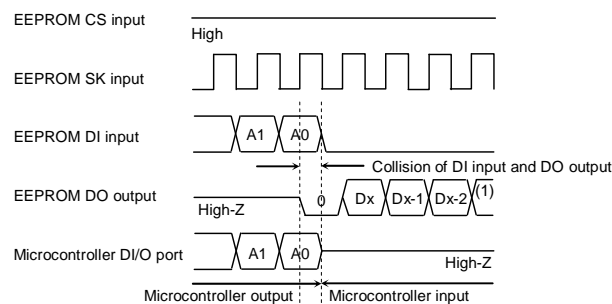 EEPROM CS input
High
EEPROM SK input
EEPROM DI input
A1 A0
Collision of DI input and DO output
EEPROM DO output
High-Z
0 Dx Dx-1 Dx-2 (1)
Microcontroller DI/O port
A1 A0
High-Z
Microcontroller output Microcontroller input